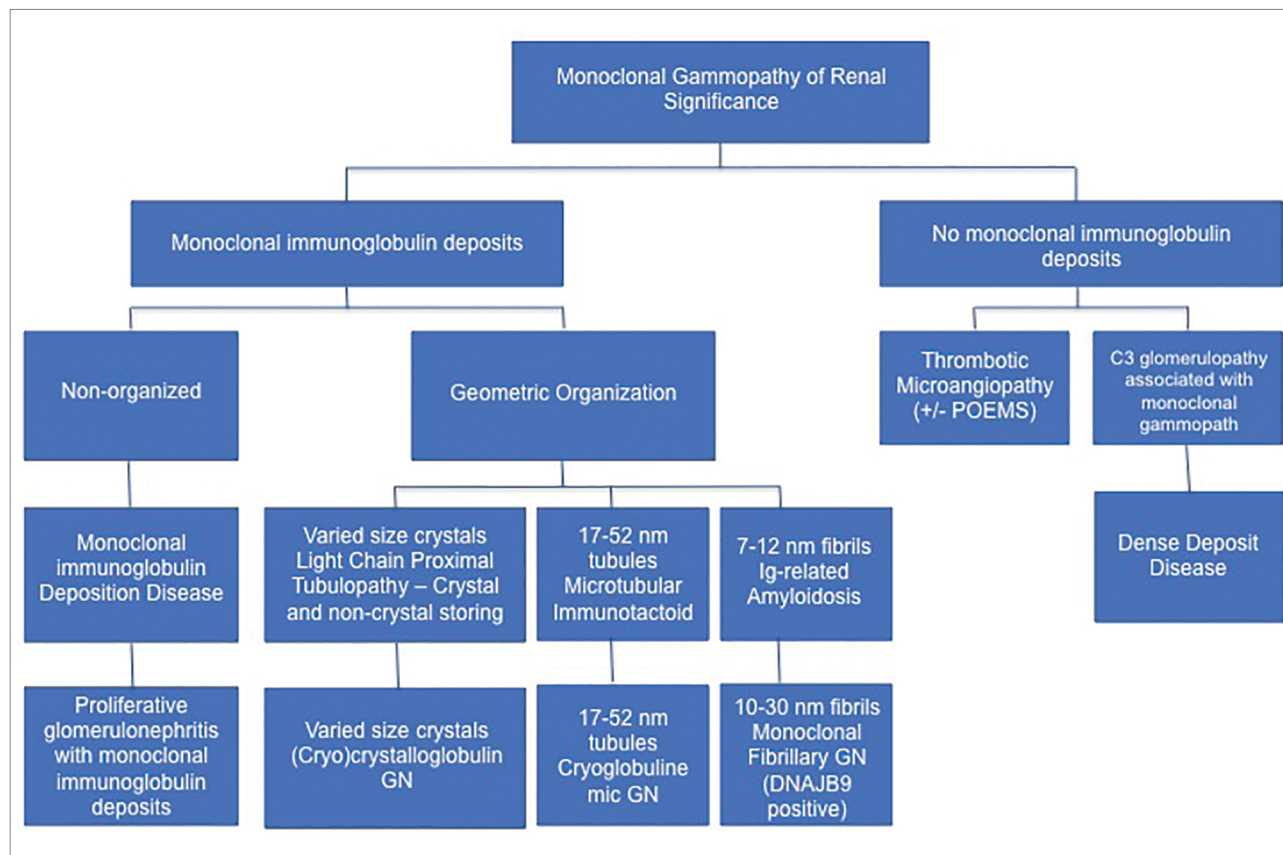 Monoclonal Gammopathy of Renal
Significance
Monoclonal immunoglobulin deposits
No monoclonal immunoglobulin
deposits
Non-organized
Geometric Organization
Thrombotic
Microangiopathy
(+/- POEMS)
C3 glomerulopathy
associated with
monoclonal
gammopath
Monoclonal
immunoglobulin
Deposition Disease
Varied size crystals
Light Chain Proximal
Tubulopathy – Crystal
and non-crystal storing
17-52 nm
tubules
Microtubular
Immunotactoid
7-12 nm fibrils
Ig-related
Amyloidosis
Dense Deposit
Disease
Proliferative
glomerulonephritis
with monoclonal
immunoglobulin
deposits
Varied size crystals
(Cryo)crystalloglobulin
GN
17-52 nm
tubules
Cryoglobuline
mic GN
10-30 nm fibrils
Monoclonal
Fibrillary GN
(DNAJB9
positive)